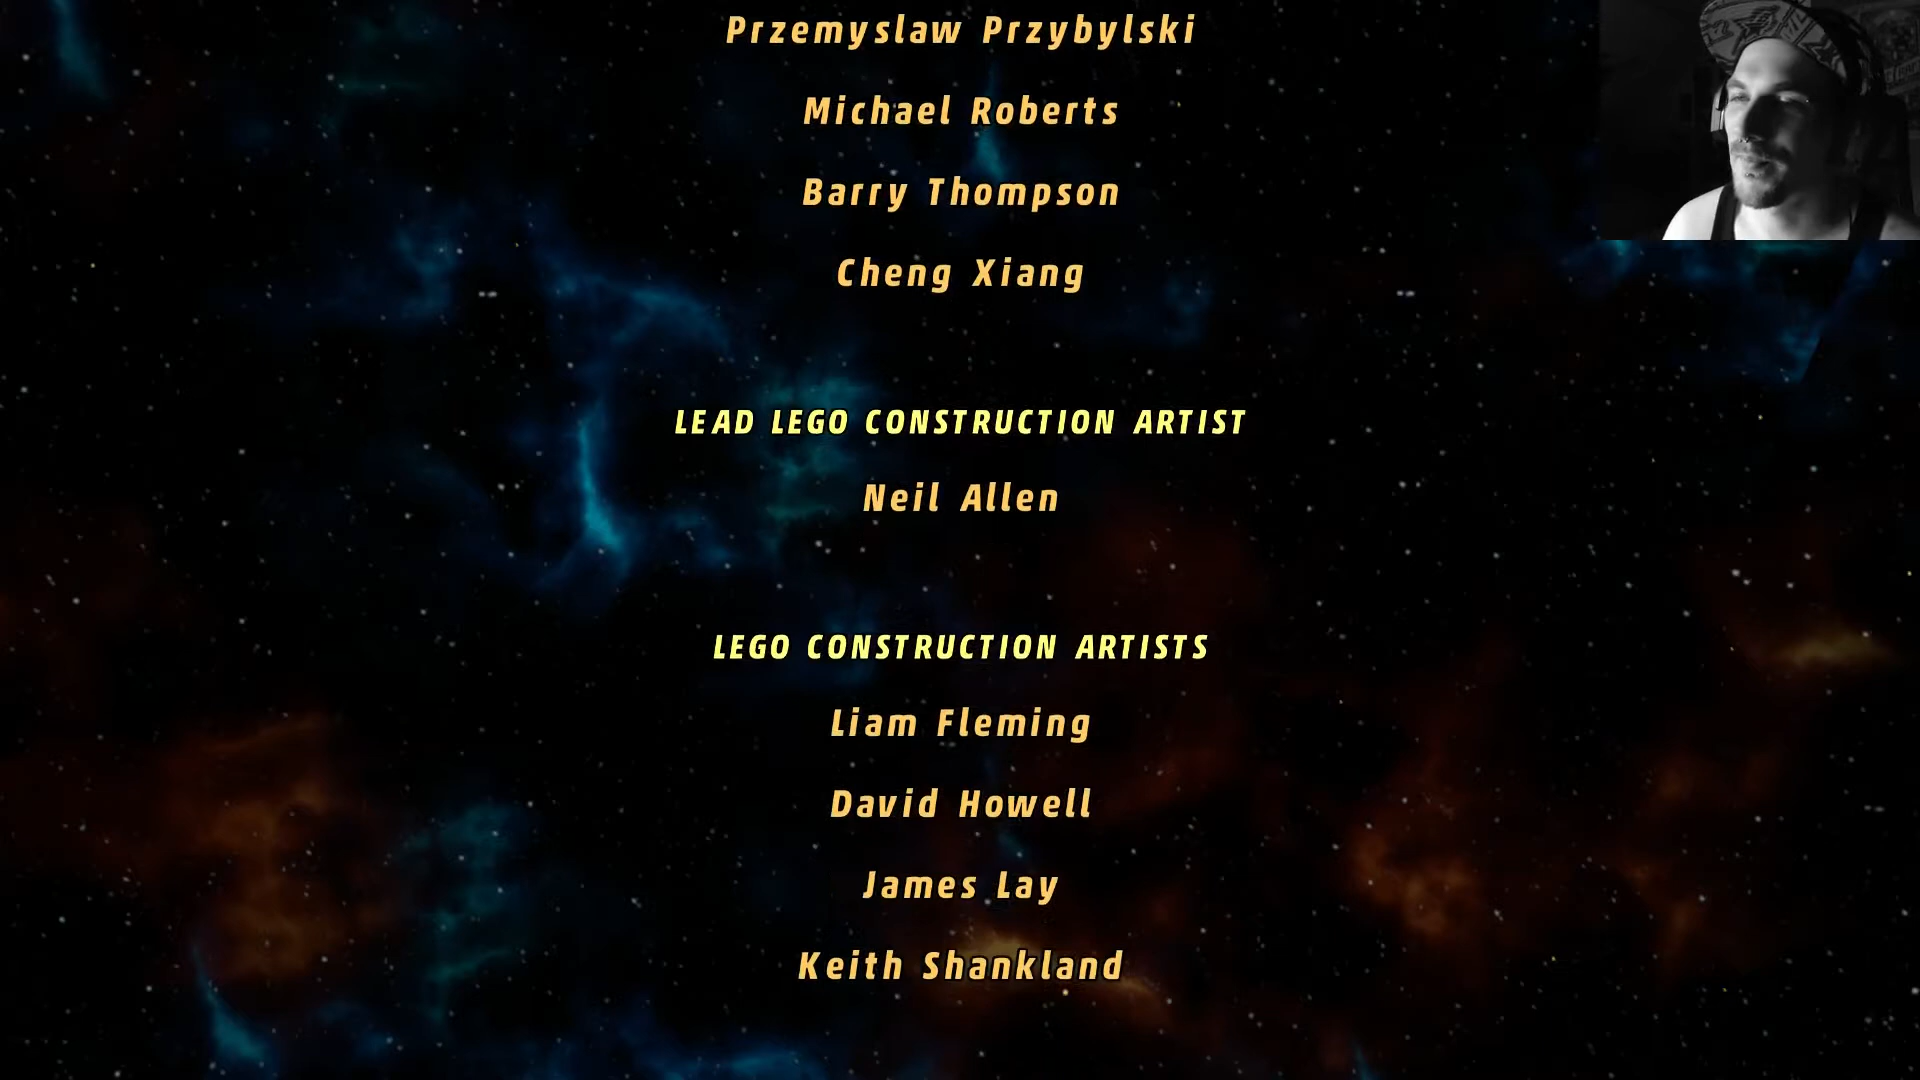 Przemyslaw Przybylski
Michael Roberts
Barry Thompson
Cheng Xiang
LEAD LEGO CONSTRUCTION ARTIST
Neil Allen
LEGO CONSTRUCTION ARTISTS
Liam Fleming
David Howell
James Lay
Keith Shankland